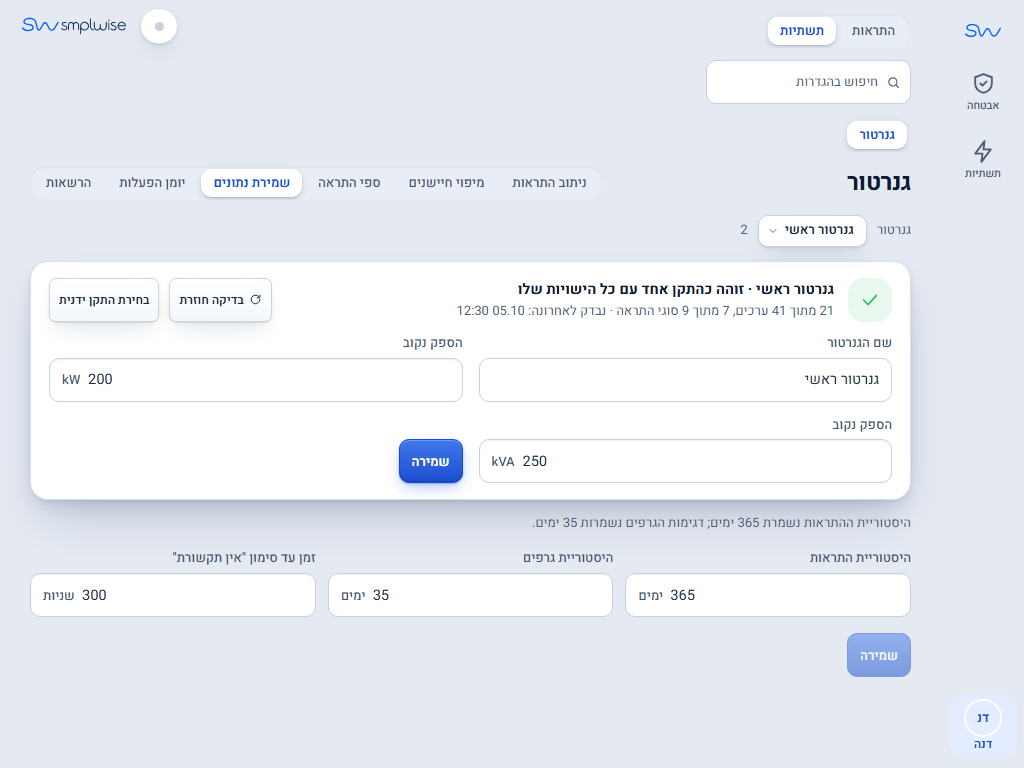 smplwise
התראות
תשתיות
חיפוש בהגדרות
אבטחה
תשתיות
גנרטור
גנרטור
ניתוב התראות
מיפוי חיישנים
ספי התראה
שמירת נתונים
יומן הפעלות
הרשאות
גנרטור
גנרטור ראשי
2
גנרטור ראשי · זוהה כהתקן אחד עם כל הישויות שלו
21 מתוך 41 ערכים, 7 מתוך 9 סוגי התראה · נבדק לאחרונה: 05.10 12:30
בדיקה חוזרת
בחירת התקן ידנית
שם הגנרטור
הספק נקוב
גנרטור ראשי
200 kW
הספק נקוב
250 kVA
שמירה
היסטוריית ההתראות נשמרת 365 ימים; דגימות הגרפים נשמרות 35 ימים.
היסטוריית התראות
היסטוריית גרפים
זמן עד סימון "אין תקשורת"
365 ימים
35 ימים
300 שניות
שמירה
דנ
דנה